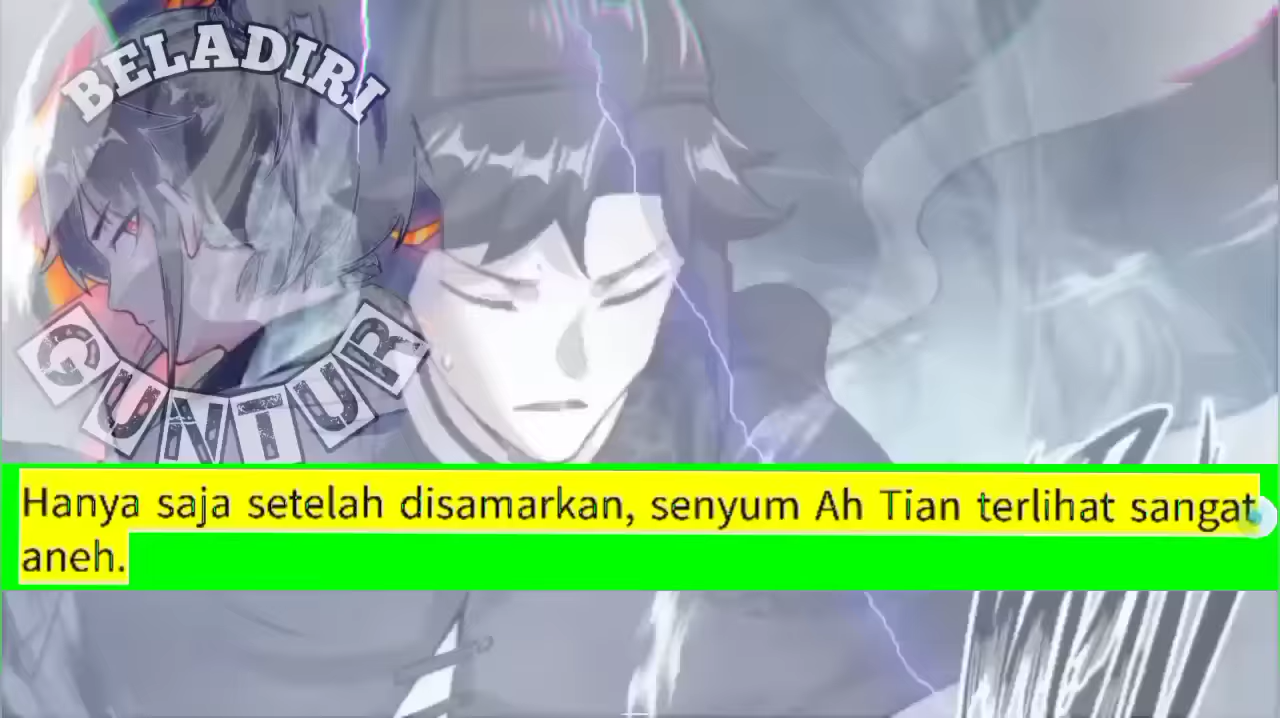 BELADIRI
GUNTUR
Hanya saja setelah disamarkan, senyum Ah Tian terlihat sangat
aneh.